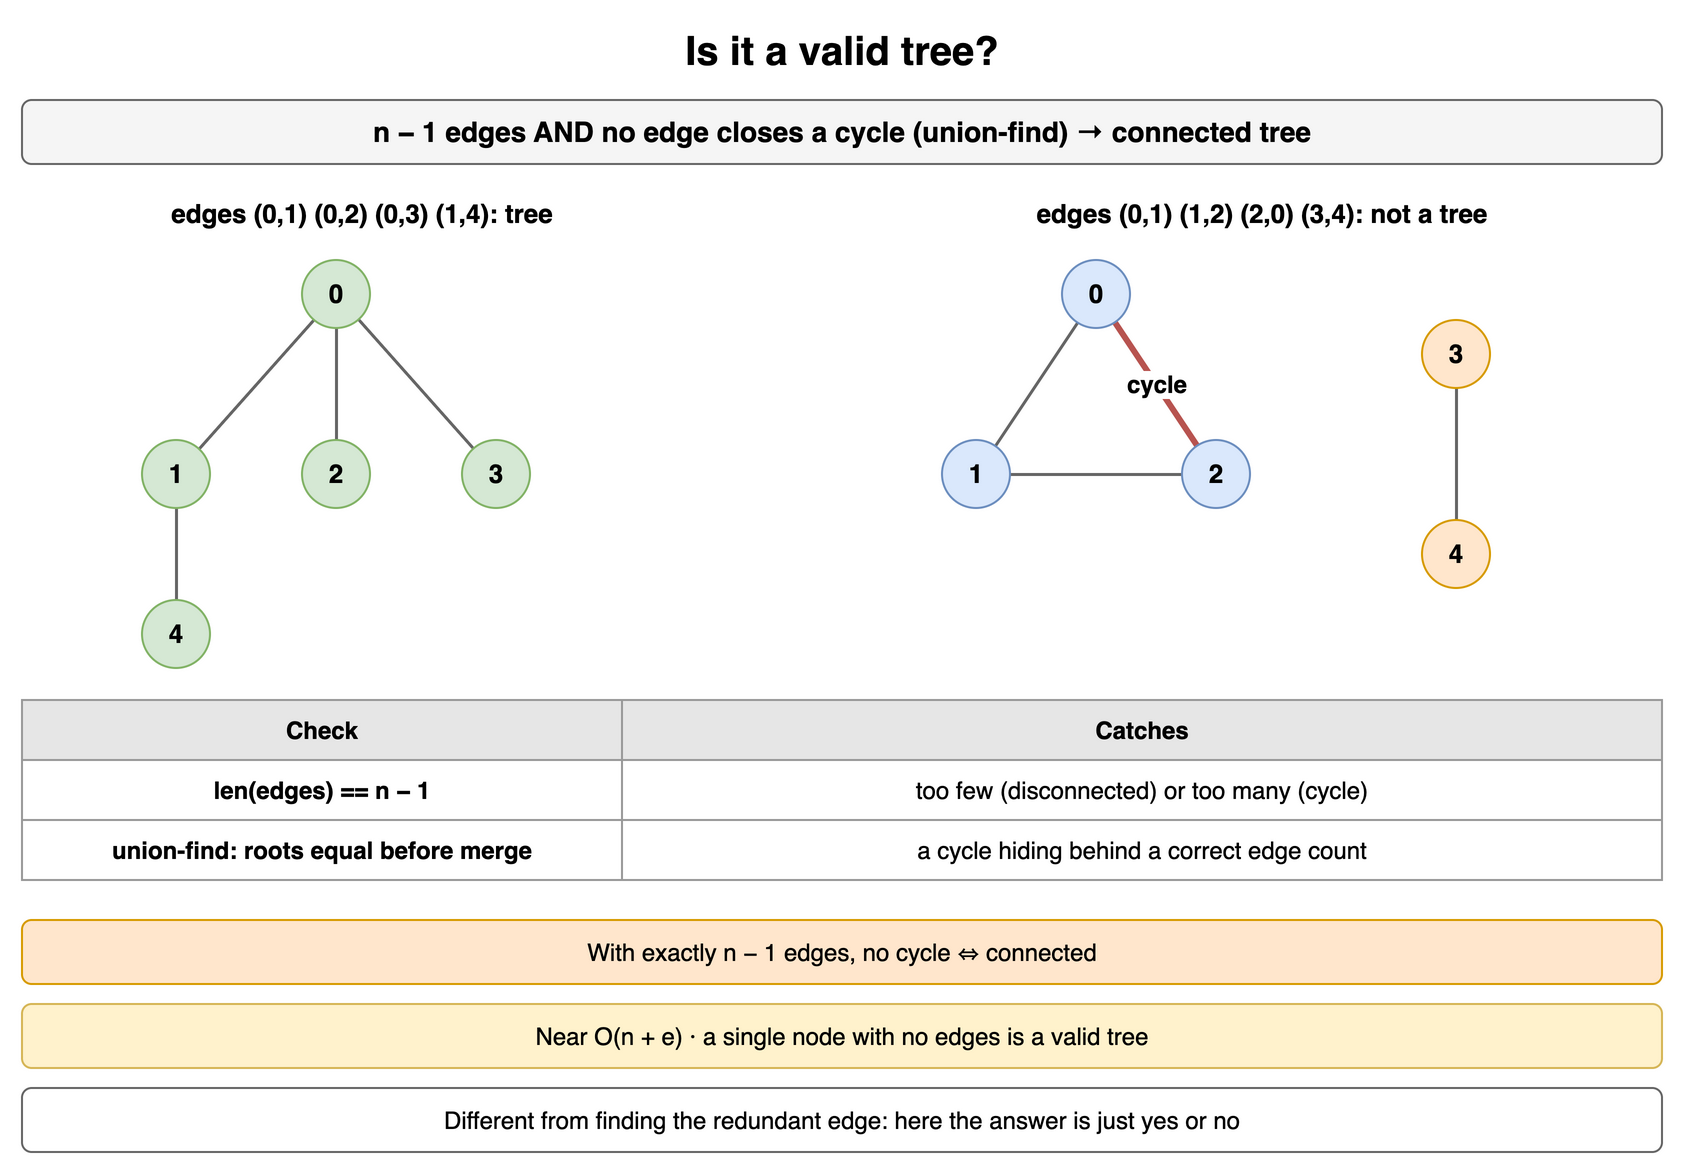 Is it a valid tree?
n − 1 edges AND no edge closes a cycle (union-find) → connected tree
edges (0,1) (0,2) (0,3) (1,4): tree
0
1
2
3
4
edges (0,1) (1,2) (2,0) (3,4): not a tree
0
cycle
1
2
3
4
Check
Catches
len(edges) == n − 1
too few (disconnected) or too many (cycle)
union-find: roots equal before merge
a cycle hiding behind a correct edge count
With exactly n − 1 edges, no cycle ⇔ connected
Near O(n + e) · a single node with no edges is a valid tree
Different from finding the redundant edge: here the answer is just yes or no